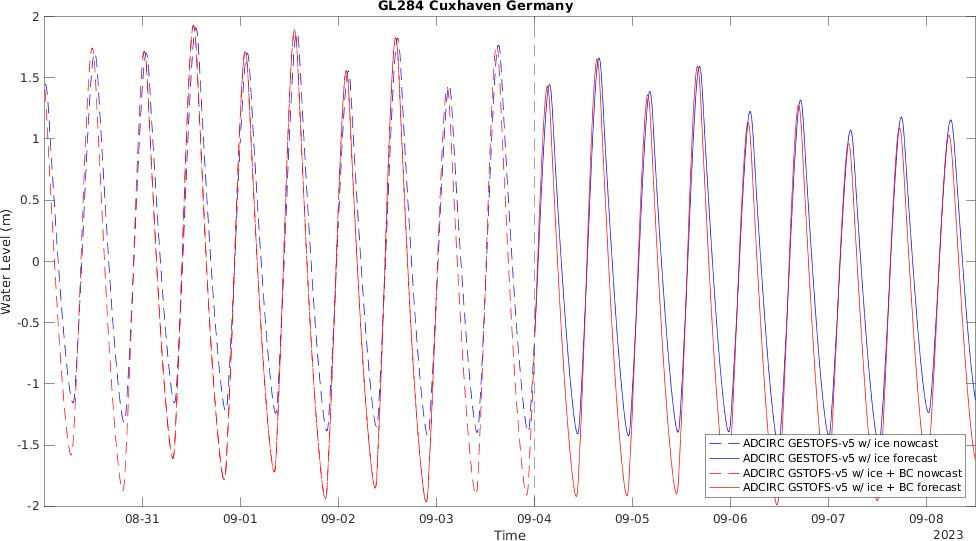 GL284 Cuxhaven Germany
2
1.5
1
0.5
0
-0.5
-1
-1.5
-2
Water Level (m)
ADCIRC GESTOFS-v5 w/ ice nowcast
ADCIRC GESTOFS-v5 w/ ice forecast
ADCIRC GSTOFS-v5 w/ ice + BC nowcast
ADCIRC GSTOFS-v5 w/ ice + BC forecast
08-31 09-01 09-02 09-03 09-04 09-05 09-06 09-07 09-08
Time
2023